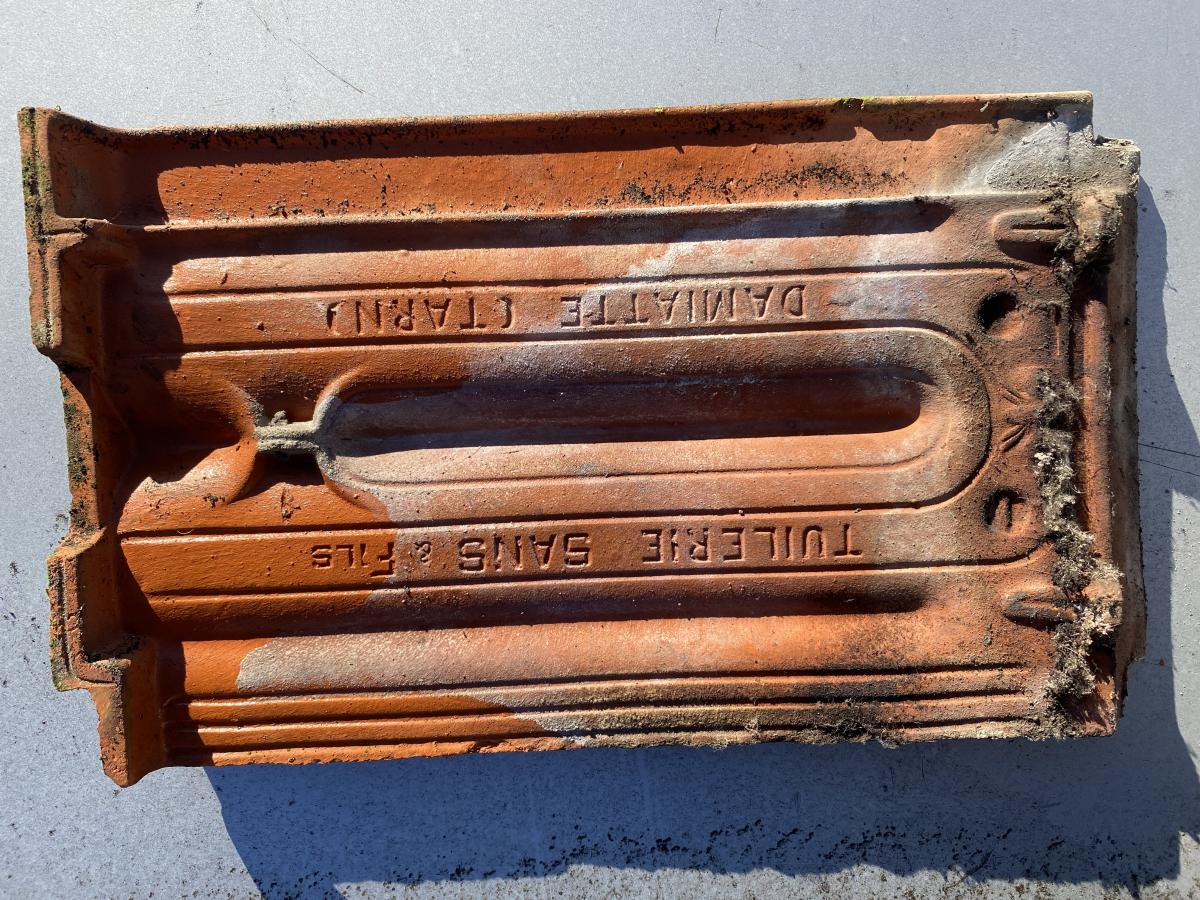 TUILERIE SANS & FILS
DAMIATTE (TARN)